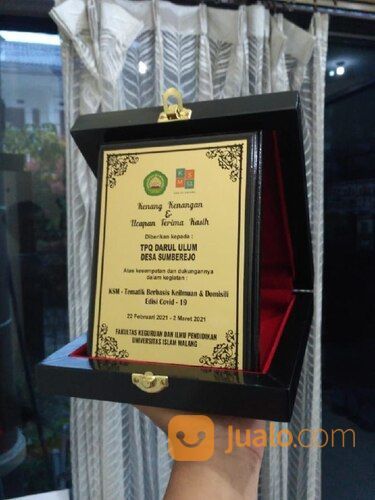 K S
M B
Kenang Kenangan
&
Ucapan Terima Kasih
Diberikan kepada :
TPQ DARUL ULUM
DESA SUMBEREJO
Atas kesempatan dan dukungannya
dalam kegiatan :
KSM - Tematik Berbasis Keilmuan & Domisili
Edisi Covid - 19
22 Februari 2021 - 2 Maret 2021
FAKULTAS KEGURUAN DAN ILMU PENDIDIKAN
UNIVERSITAS ISLAM MALANG
jualo.com